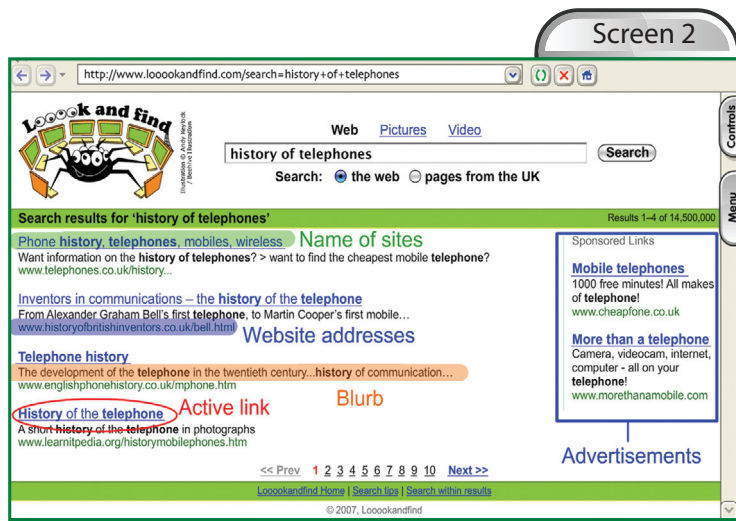 Screen 2
http://www.looookandfind.com/search=history+of+telephones
Looook and find
Illustration © Andy Keylock
/ Beehive Illustration
Web Pictures Video
history of telephones Search
Search: the web pages from the UK
Controls
Menu
Search results for 'history of telephones' Results 1–4 of 14,500,000
Phone history, telephones, mobiles, wireless Name of sites
Want information on the history of telephones? > want to find the cheapest mobile telephone?
www.telephones.co.uk/history...
Inventors in communications – the history of the telephone
From Alexander Graham Bell's first telephone, to Martin Cooper's first mobile…
www.historyofbritishinventors.co.uk/bell.html Website addresses
Telephone history
The development of the telephone in the twentieth century...history of communication…
www.englishphonehistory.co.uk/mphone.htm Blurb
History of the telephone Active link
A short history of the telephone in photographs
www.learnitpedia.org/historymobilephones.htm
Sponsored Links
Mobile telephones
1000 free minutes! All makes
of telephone!
www.cheapfone.co.uk
More than a telephone
Camera, videocam, internet,
computer - all on your
telephone!
www.morethanamobile.com
Advertisements
<< Prev 1 2 3 4 5 6 7 8 9 10 Next >>
Looookandfind Home | Search tips | Search within results
© 2007, Looookandfind